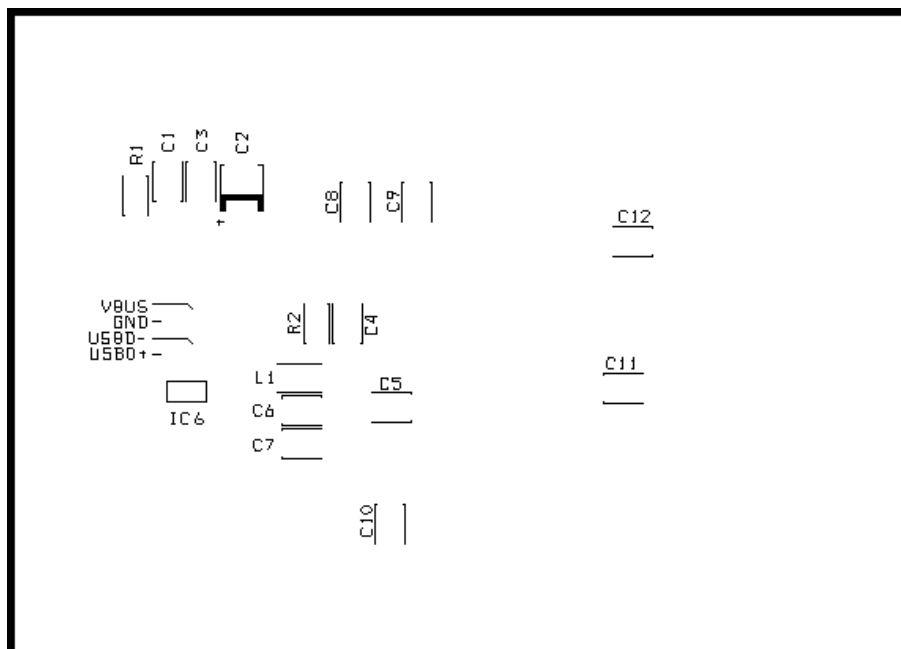 R1
C1
C3
C2
+
C8
C9
C12
VBUS
GND
USBD-
USBD+
R2
C4
L1
C5
C11
IC6
C6
C7
C10